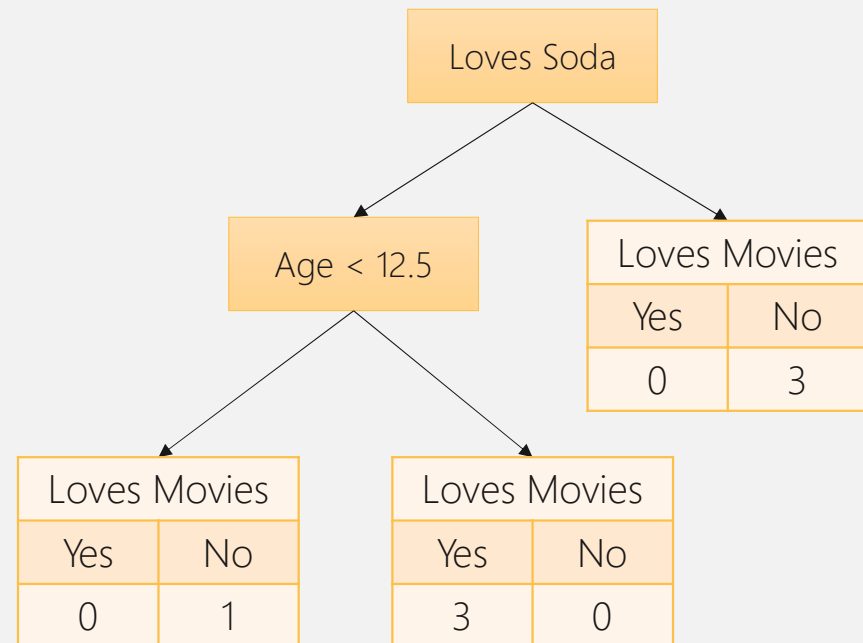 Loves Soda
Age < 12.5
Loves Movies
Yes No
0 3
Loves Movies
Yes No
0 1
Loves Movies
Yes No
3 0